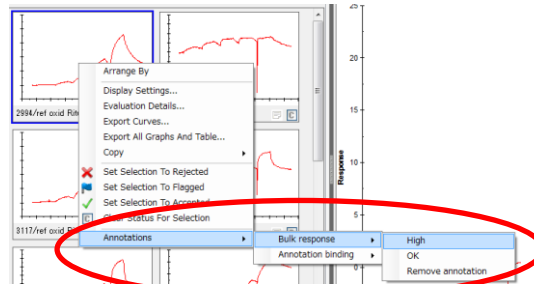 25
20
15
10
5
0
Response
2994/ref oxid Rit
3117/ref oxid R
Arrange By
Display Settings...
Evaluation Details...
Export Curves...
Export All Graphs And Table...
Copy
Set Selection To Rejected
Set Selection To Flagged
Set Selection To Accepted
C Clear Status For Selection
Annotations
Bulk response
Annotation binding
High
OK
Remove annotation
C